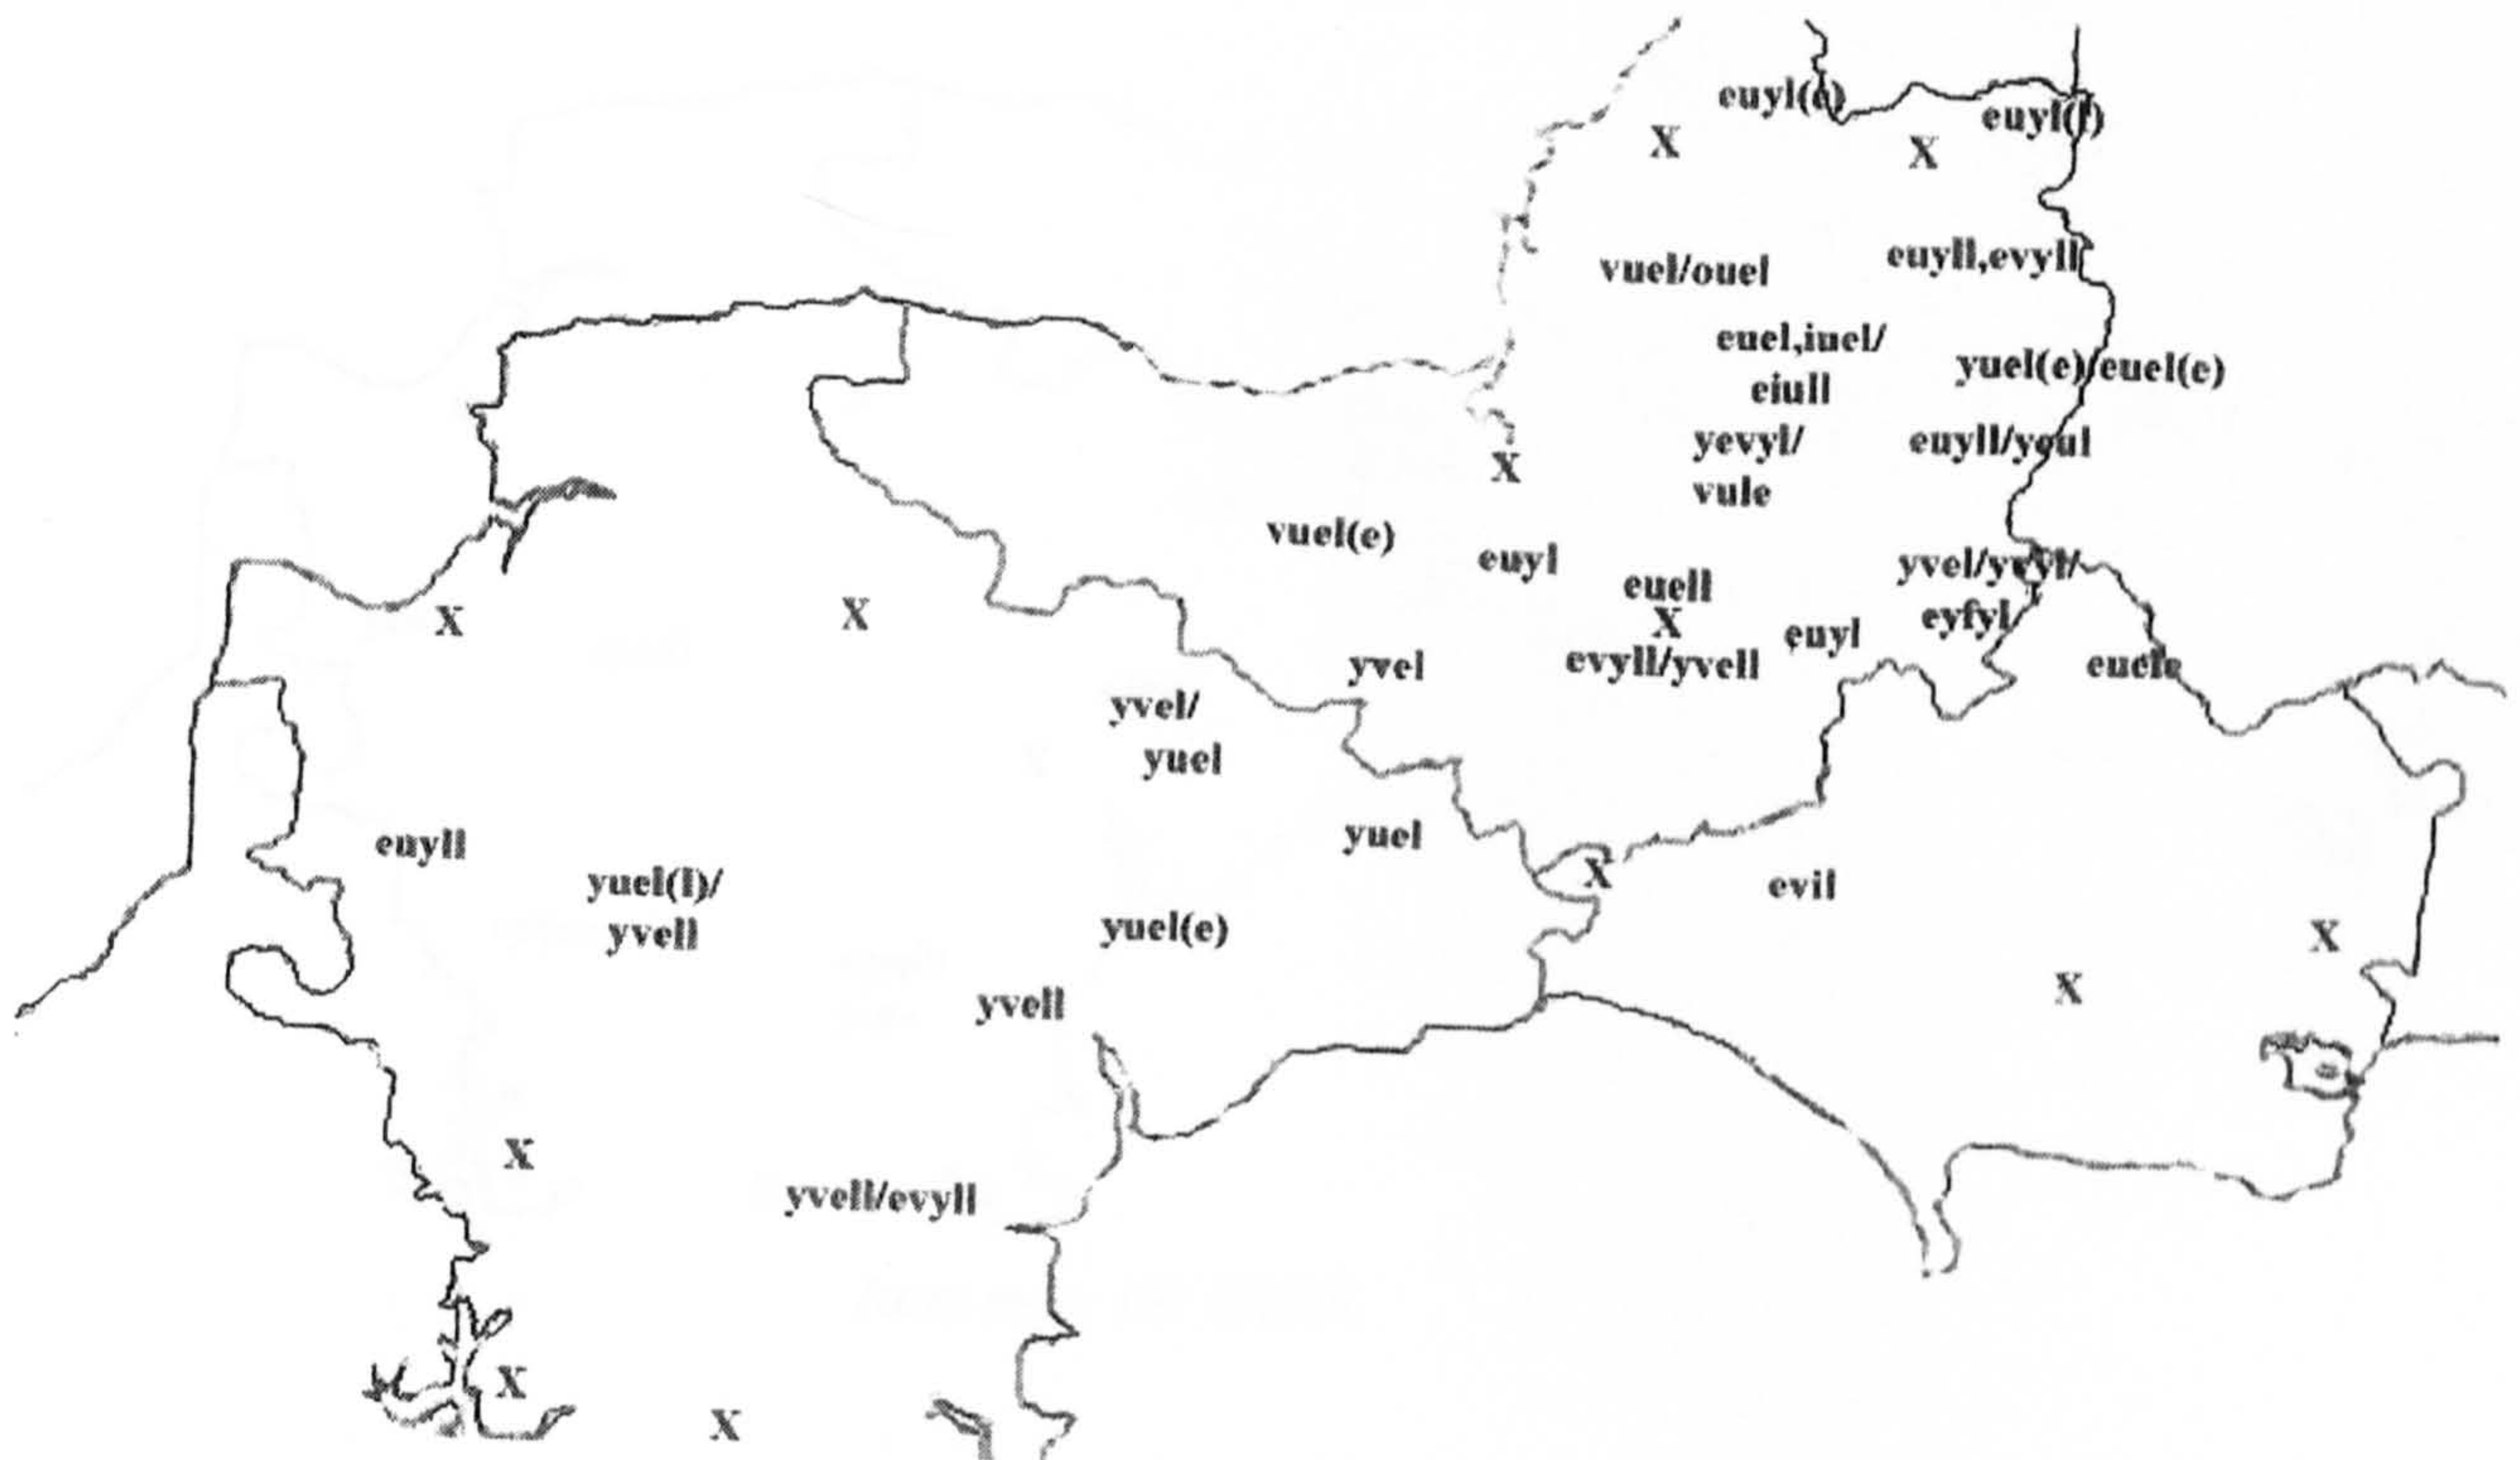 euyl(e)
euyl(l)
X
X
vuel/ouel
euyll,evyll
euel,iuel/
eiull
yuel(e)/euel(e)
yevyl/
vule
euyll/yeul
X
vuel(e)
euyl
euell
X
evyll/yvell
euyl
yvel/yvyl/
eyfyl
euele
X
X
yvel
yvel/
yuel
yuel
euyll
yuel(l)/
yvell
X
evil
yuel(e)
X
X
yvell
X
yvell/evyll
X
X